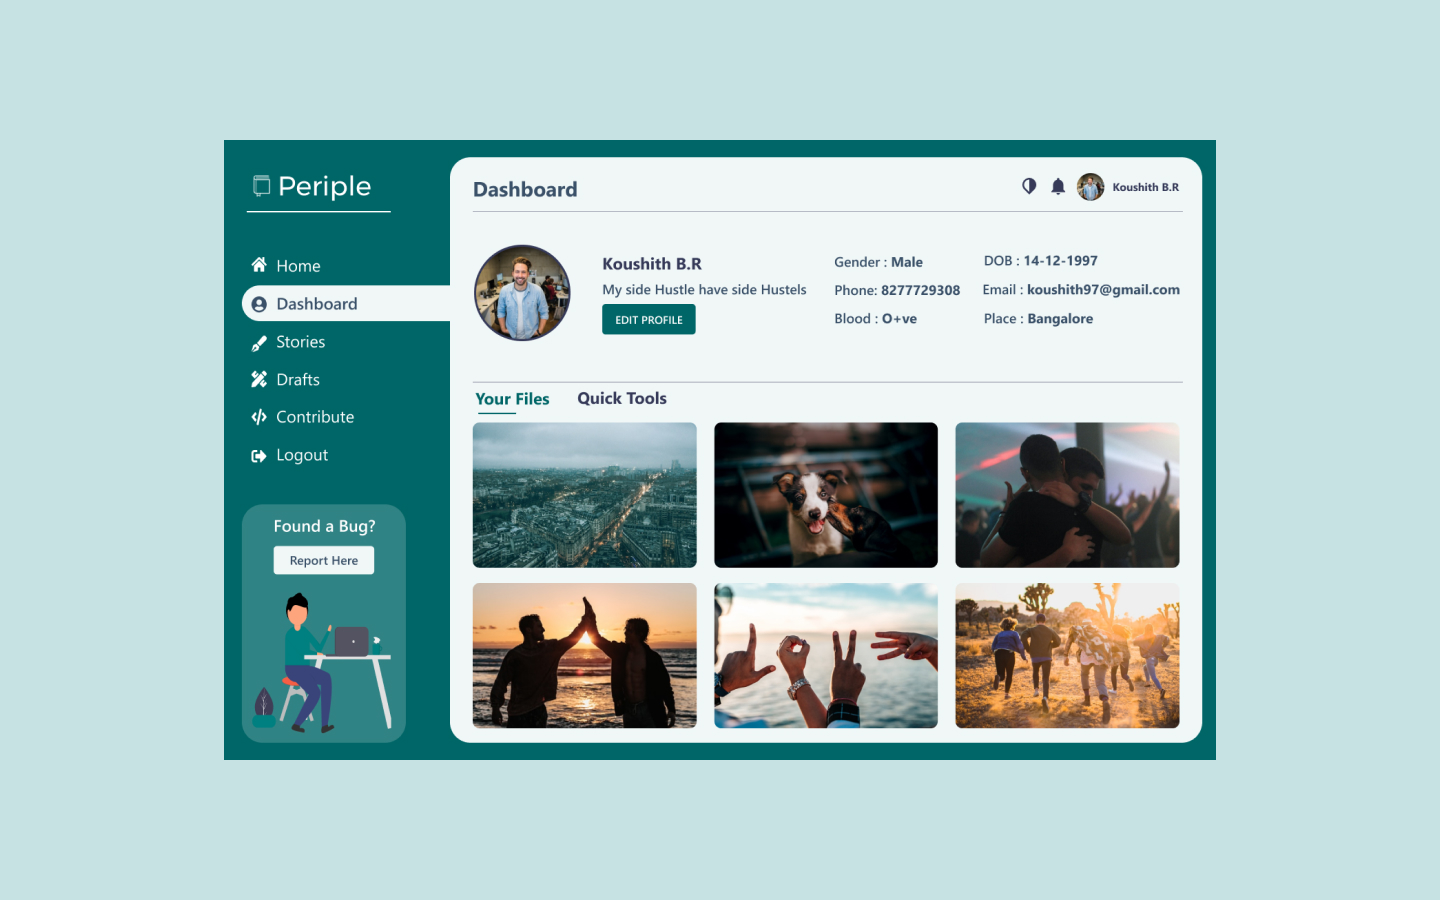 Periple
Home
Dashboard
Stories
Drafts
Contribute
Logout
Found a Bug?
Report Here
Dashboard
Koushith B.R
Koushith B.R
My side Hustle have side Hustels
EDIT PROFILE
Gender : Male
Phone: 8277729308
Blood : O+ve
DOB : 14-12-1997
Email : koushith97@gmail.com
Place : Bangalore
Your Files
Quick Tools